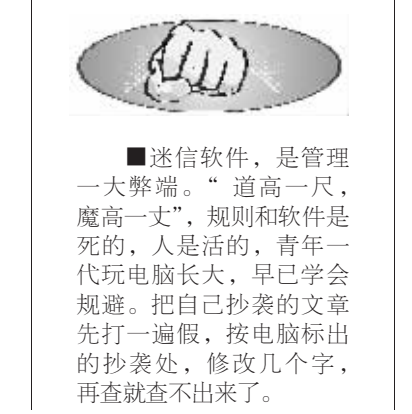 ■迷信软件，是管理
一大弊端。“道高一尺，
魔高一丈”，规则和软件是
死的，人是活的，青年一
代玩电脑长大，早已学会
规避。把自己抄袭的文章
先打一遍假，按电脑标出
的抄袭处，修改几个字，
再查就查不出来了。